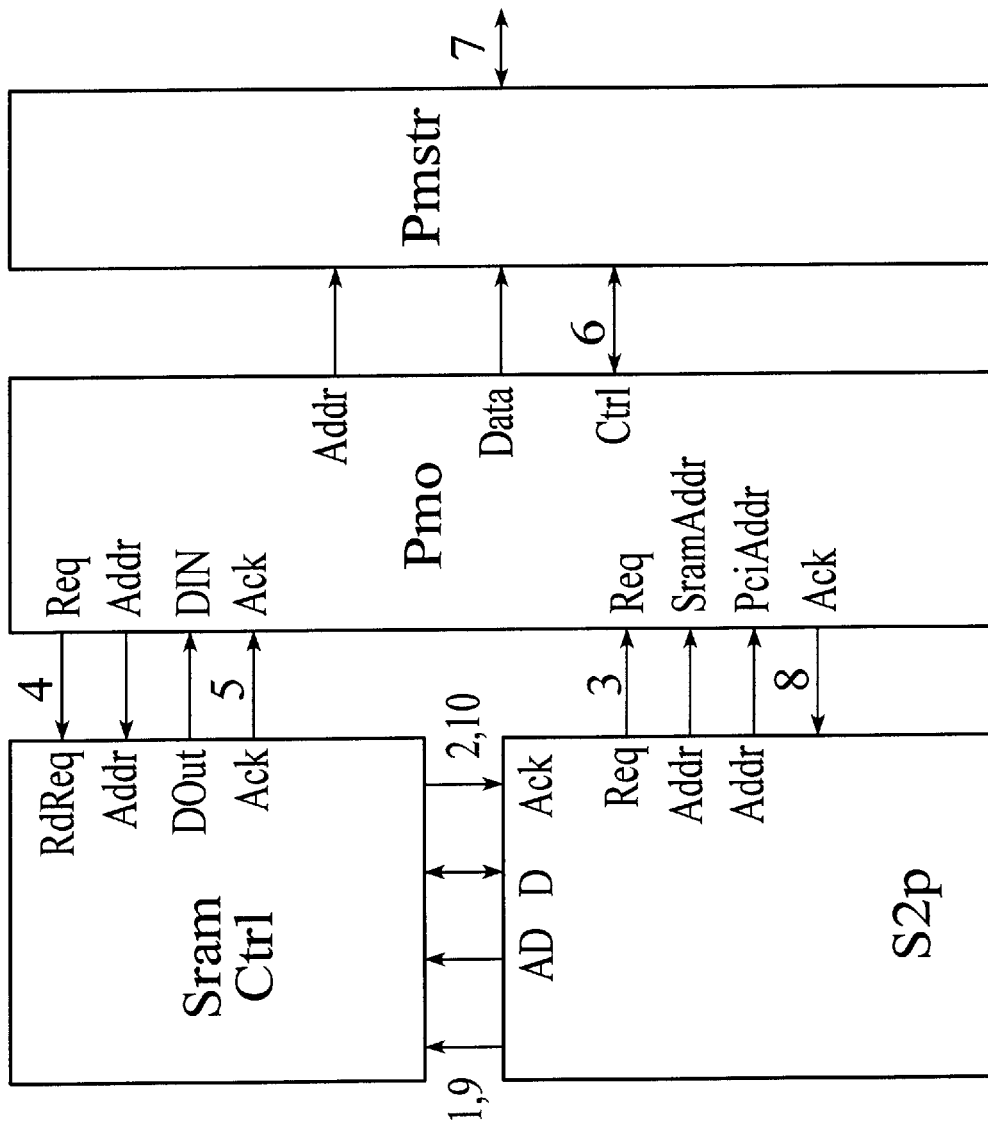 Sram
Ctrl
RdReq
Addr
DOut
Ack
4
5
Req
Addr
DIN
Ack
Pmo
Addr
Data
Ctrl
6
Pmstr
7
1,9
2,10
AD
D
Ack
S2p
Req
Addr
Addr
3
8
Req
SramAddr
PciAddr
Ack